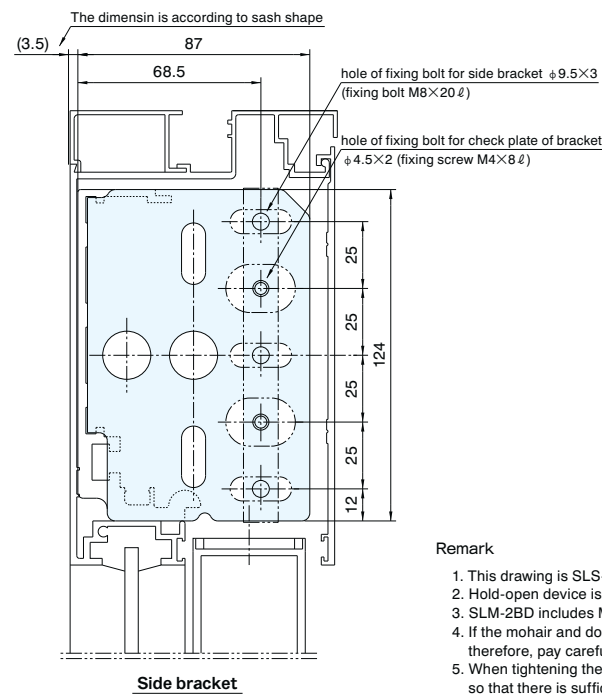 The dimensin is according to sash shape
(3.5)
87
68.5
hole of fixing bolt for side bracket φ9.5×3
(fixing bolt M8×20ℓ)
hole of fixing bolt for check plate of bracket
φ4.5×2 (fixing screw M4×8ℓ)
25
25
124
25
25
12
Side bracket
Remark
1. This drawing is SLS
2. Hold-open device is
3. SLM-2BD includes
4. If the mohair and do
therefore, pay carefu
5. When tightening the
so that there is suffic